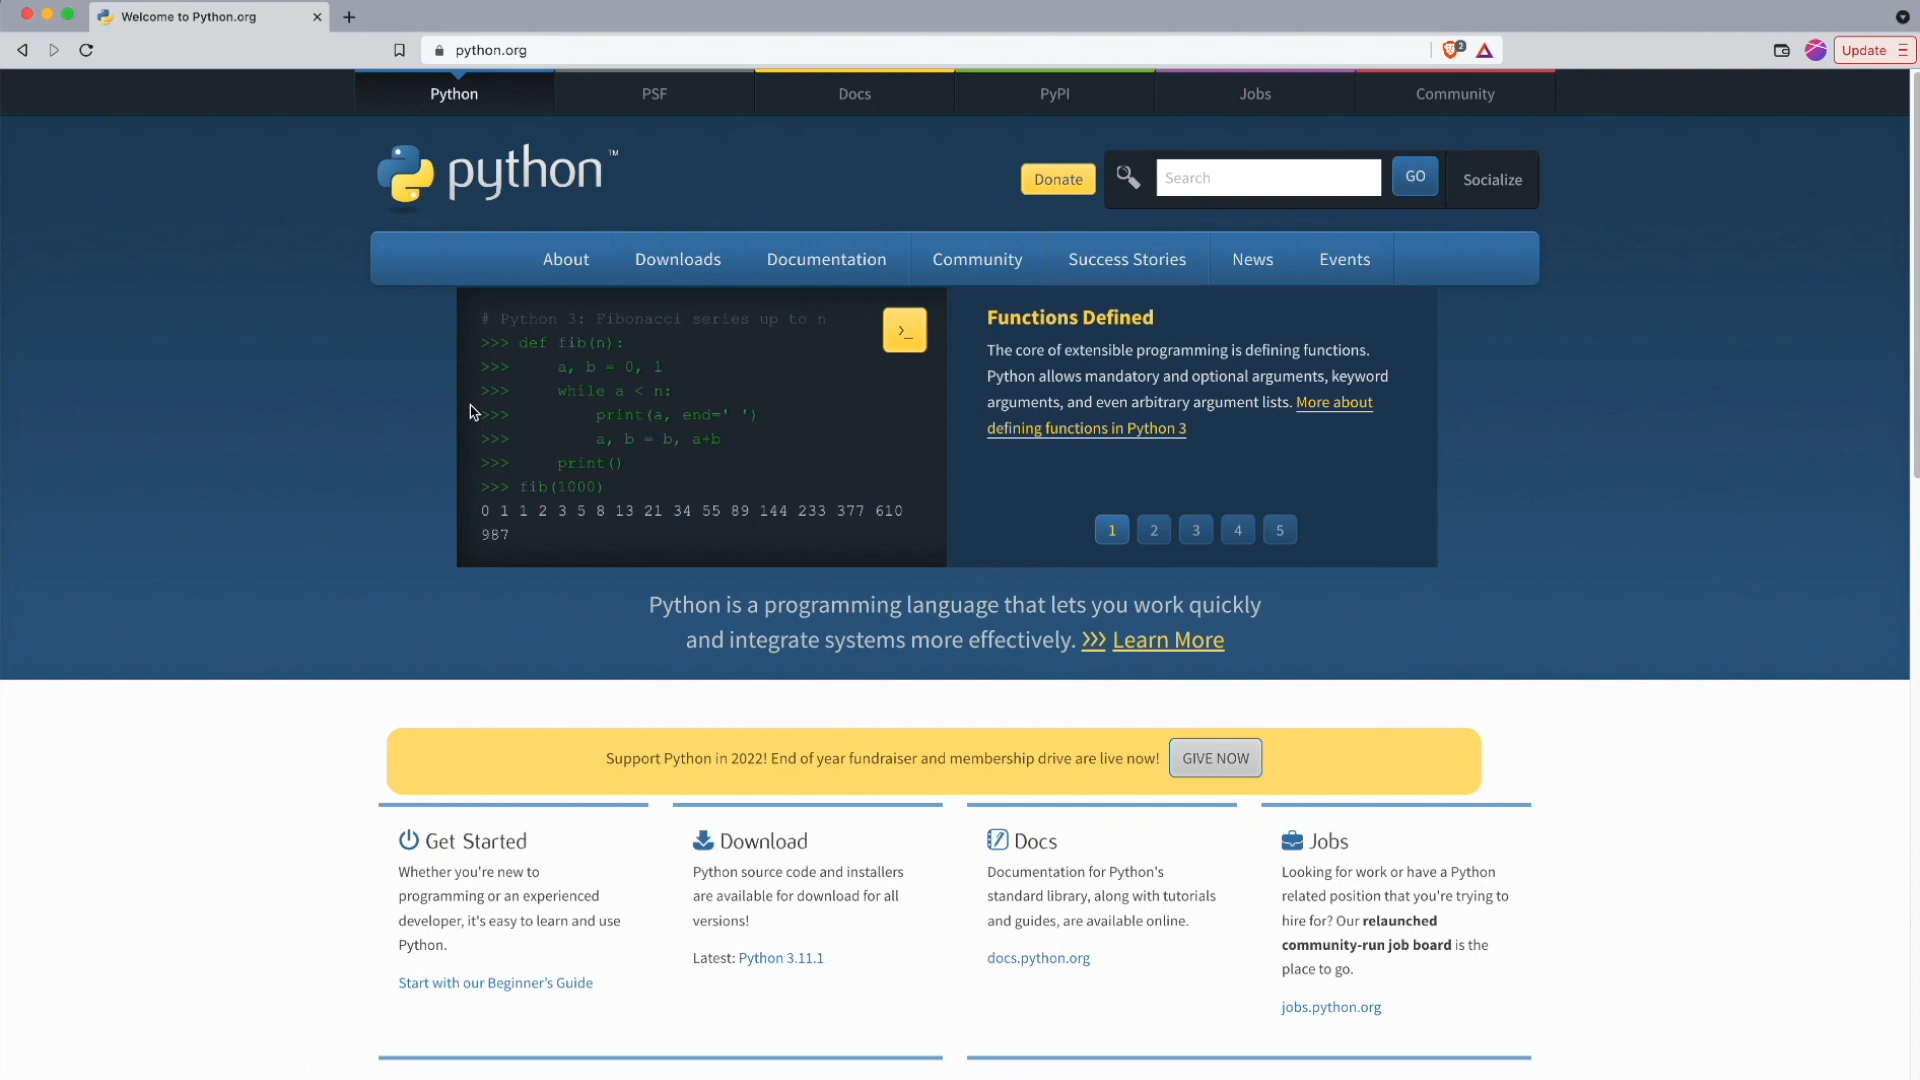 Welcome to Python.org
python.org
2
Update
Python
PSF
Docs
PyPI
Jobs
Community
python™
Donate
Search
GO
Socialize
About
Downloads
Documentation
Community
Success Stories
News
Events
# Python 3: Fibonacci series up to n
>>> def fib(n):
>>>     a, b = 0, 1
>>>     while a < n:
>>>         print(a, end=' ')
>>>         a, b = b, a+b
>>>     print()
>>> fib(1000)
0 1 1 2 3 5 8 13 21 34 55 89 144 233 377 610
987
>_
Functions Defined
The core of extensible programming is defining functions.
Python allows mandatory and optional arguments, keyword
arguments, and even arbitrary argument lists. More about
defining functions in Python 3
1
2
3
4
5
Python is a programming language that lets you work quickly
and integrate systems more effectively. >>> Learn More
Support Python in 2022! End of year fundraiser and membership drive are live now!
GIVE NOW
Get Started
Whether you're new to
programming or an experienced
developer, it's easy to learn and use
Python.
Start with our Beginner's Guide
Download
Python source code and installers
are available for download for all
versions!
Latest: Python 3.11.1
Docs
Documentation for Python's
standard library, along with tutorials
and guides, are available online.
docs.python.org
Jobs
Looking for work or have a Python
related position that you're trying to
hire for? Our relaunched
community-run job board is the
place to go.
jobs.python.org